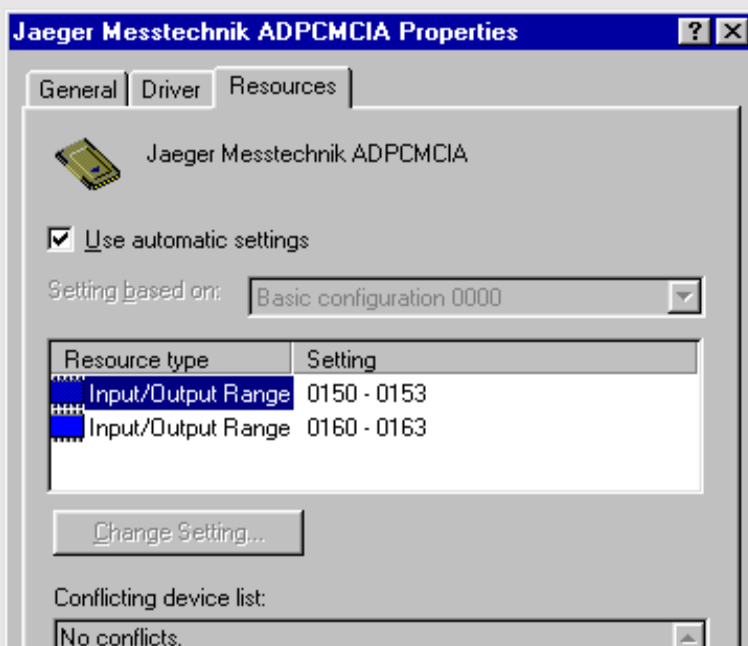 Jaeger Messtechnik ADPCMCIA Properties
General Driver Resources
Jaeger Messtechnik ADPCMCIA
Use automatic settings
Setting based on: Basic configuration 0000
Resource type Setting
Input/Output Range 0150 - 0153
Input/Output Range 0160 - 0163
Change Setting...
Conflicting device list:
No conflicts.